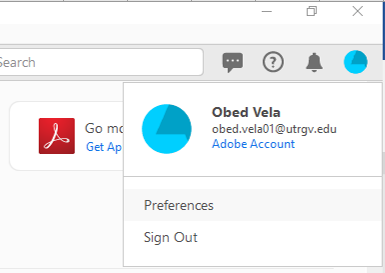 Search
Go mo
Get Ap
Obed Vela
obed.vela01@utrgv.edu
Adobe Account
Preferences
Sign Out